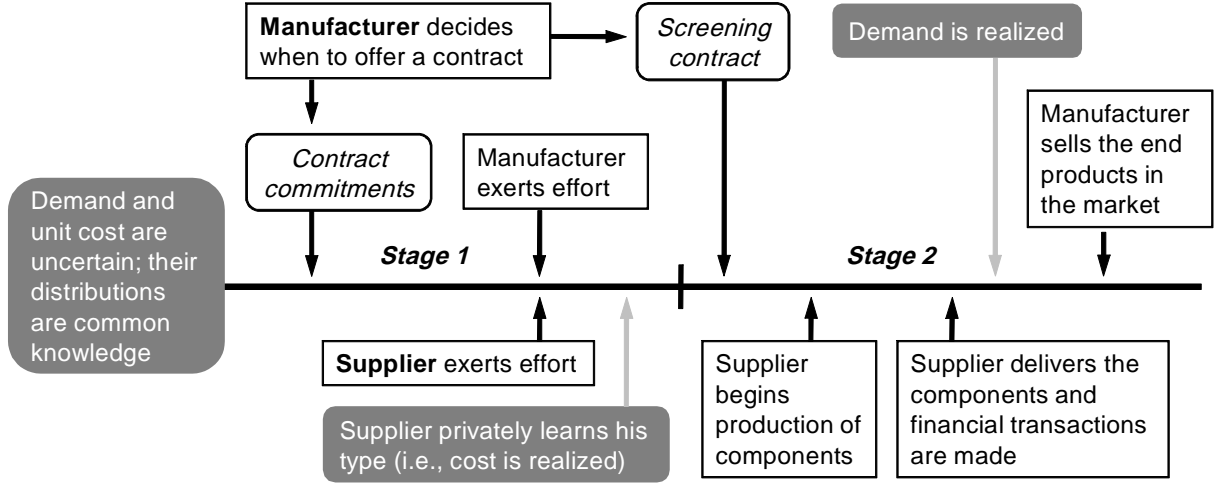 Manufacturer decides
when to offer a contract
Screening
contract
Demand is realized
Contract
commitments
Manufacturer
exerts effort
Manufacturer
sells the end
products in
the market
Demand and
unit cost are
uncertain; their
distributions
are common
knowledge
Stage 1
Stage 2
Supplier exerts effort
Supplier privately learns his
type (i.e., cost is realized)
Supplier
begins
production of
components
Supplier delivers the
components and
financial transactions
are made